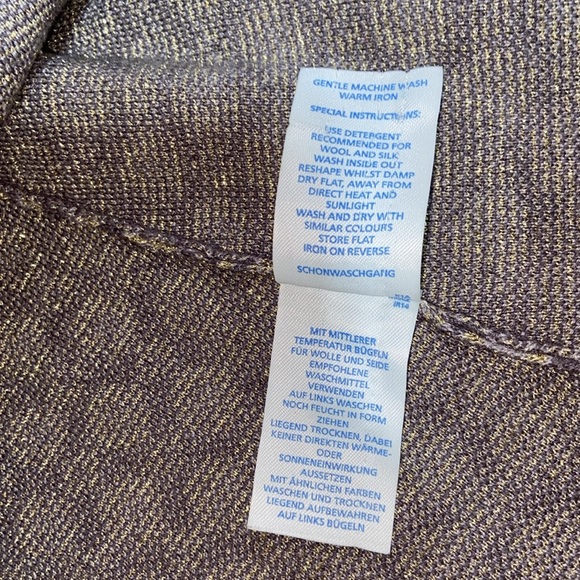 GENTLE MACHINE WASH
WARM IRON
SPECIAL INSTRUCTIONS:
USE DETERGENT
RECOMMENDED FOR
WOOL AND SILK
WASH INSIDE OUT
RESHAPE WHILST DAMP
DRY FLAT, AWAY FROM
DIRECT HEAT AND
SUNLIGHT
WASH AND DRY WITH
SIMILAR COLOURS
STORE FLAT
IRON ON REVERSE
SCHONWASCHGANG
MIT MITTLERER
TEMPERATUR BÜGELN
FÜR WOLLE UND SEIDE
EMPFOHLENE
WASCHMITTEL
VERWENDEN
AUF LINKS WASCHEN
NOCH FEUCHT IN FORM
ZIEHEN
LIEGEND TROCKNEN, DABEI
KEINER DIREKTEN WÄRME-
ODER
SONNENEINWIRKUNG
AUSSETZEN
MIT ÄHNLICHEN FARBEN
WASCHEN UND TROCKNEN
LIEGEND AUFBEWAHREN
AUF LINKS BÜGELN